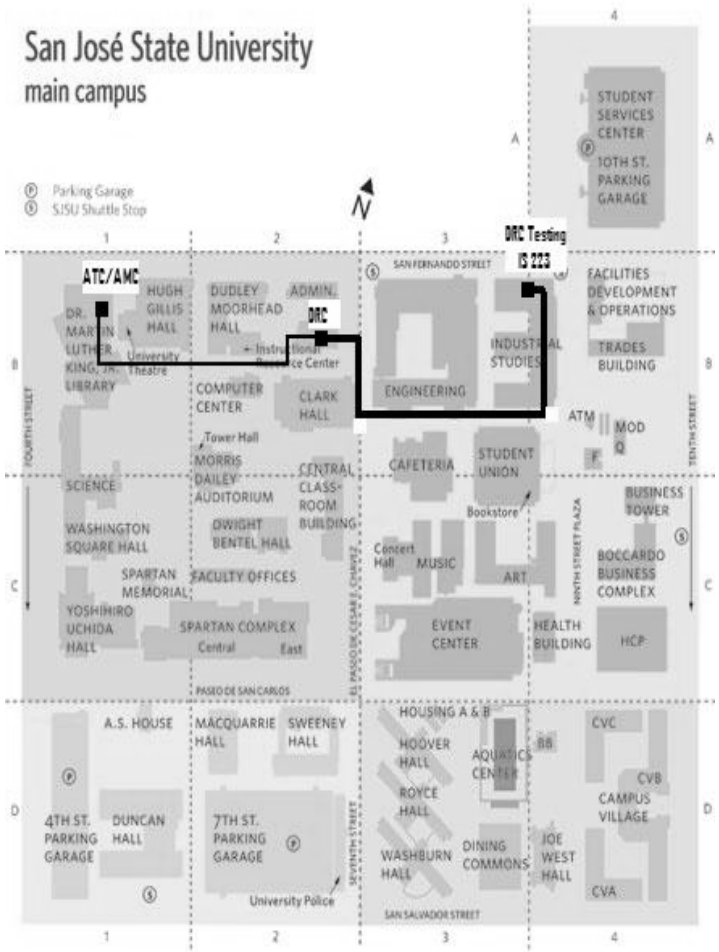 San José State University
main campus
4
STUDENT
SERVICES
CENTER
P
10TH ST.
PARKING
GARAGE
A
A
P Parking Garage
S SJSU Shuttle Stop
N
1
2
3
DRC Testing
IS 223
SAN FERNANDO STREET
S
ATC/AMC
HUGH
GILLIS
HALL
DUDLEY
MOORHEAD
HALL
ADMIN.
DRC
FACILITIES
DEVELOPMENT
& OPERATIONS
DR.
MARTIN
LUTHER
KING, JR.
LIBRARY
University
Theatre
Instructional
Resource Center
INDUSTRIAL
STUDIES
TRADES
BUILDING
B
B
COMPUTER
CENTER
CLARK
HALL
ENGINEERING
ATM
MOD
Q
F
FOURTH STREET
TENTH STREET
Tower Hall
MORRIS
DAILEY
AUDITORIUM
CENTRAL
CLASS-
ROOM
BUILDING
CAFETERIA
STUDENT
UNION
Bookstore
SCIENCE
BUSINESS
TOWER
S
WASHINGTON
SQUARE HALL
DWIGHT
BENTEL HALL
Concert
Hall
MUSIC
ART
NINTH STREET PLAZA
BOCCARDO
BUSINESS
COMPLEX
C
C
SPARTAN
MEMORIAL
FACULTY OFFICES
EL PASEO DE CESAR E. CHAVEZ
YOSHIHIRO
UCHIDA
HALL
SPARTAN COMPLEX
Central
East
EVENT
CENTER
HEALTH
BUILDING
HCP
PASEO DE SAN CARLOS
A.S. HOUSE
MACQUARRIE
HALL
SWEENEY
HALL
HOUSING A & B
HOOVER
HALL
AQUATICS
CENTER
BB
CVC
CVB
ROYCE
HALL
CAMPUS
VILLAGE
P
D
D
4TH ST.
PARKING
GARAGE
DUNCAN
HALL
7TH ST.
PARKING
GARAGE
P
SEVENTH STREET
WASHBURN
HALL
DINING
COMMONS
JOE
WEST
HALL
CVA
S
University Police
SAN SALVADOR STREET
1
2
3
4